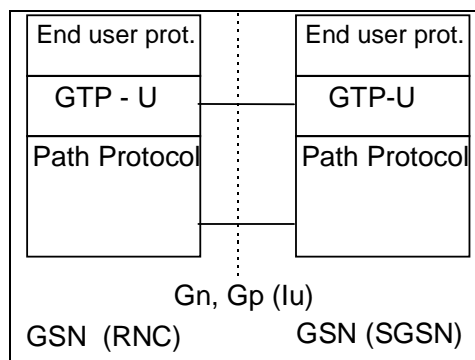 End user prot.
End user prot.
GTP - U
GTP-U
Path Protocol
Path Protocol
Gn, Gp (Iu)
GSN (RNC)
GSN (SGSN)